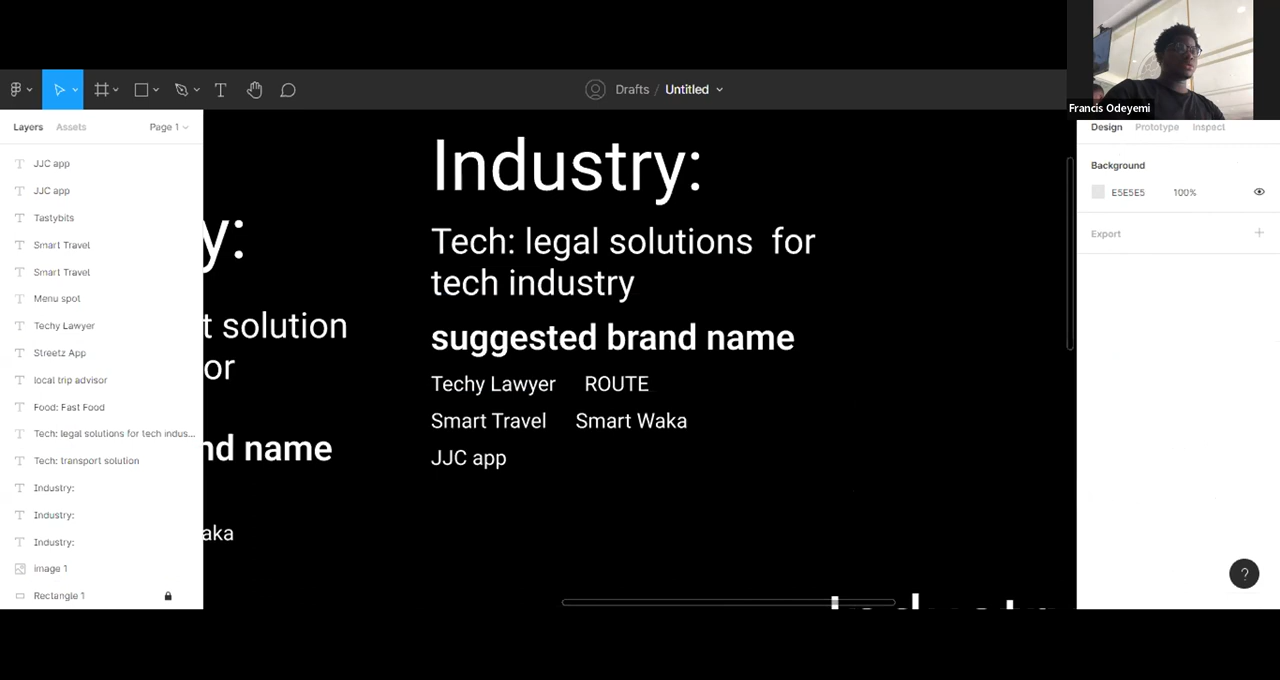 Drafts / Untitled
Francis Odeyemi
Layers Assets Page 1
JJC app
JJC app
Tastybits
Smart Travel
Smart Travel
Menu spot
Techy Lawyer
Streetz App
local trip advisor
Food: Fast Food
Tech: legal solutions for tech indus...
Tech: transport solution
Industry:
Industry:
Industry:
image 1
Rectangle 1
y:
t solution
or
nd name
aka
Industry:
Tech: legal solutions for
tech industry
suggested brand name
Techy Lawyer ROUTE
Smart Travel Smart Waka
JJC app
Design Prototype Inspect
Background
E5E5E5 100%
Export
?